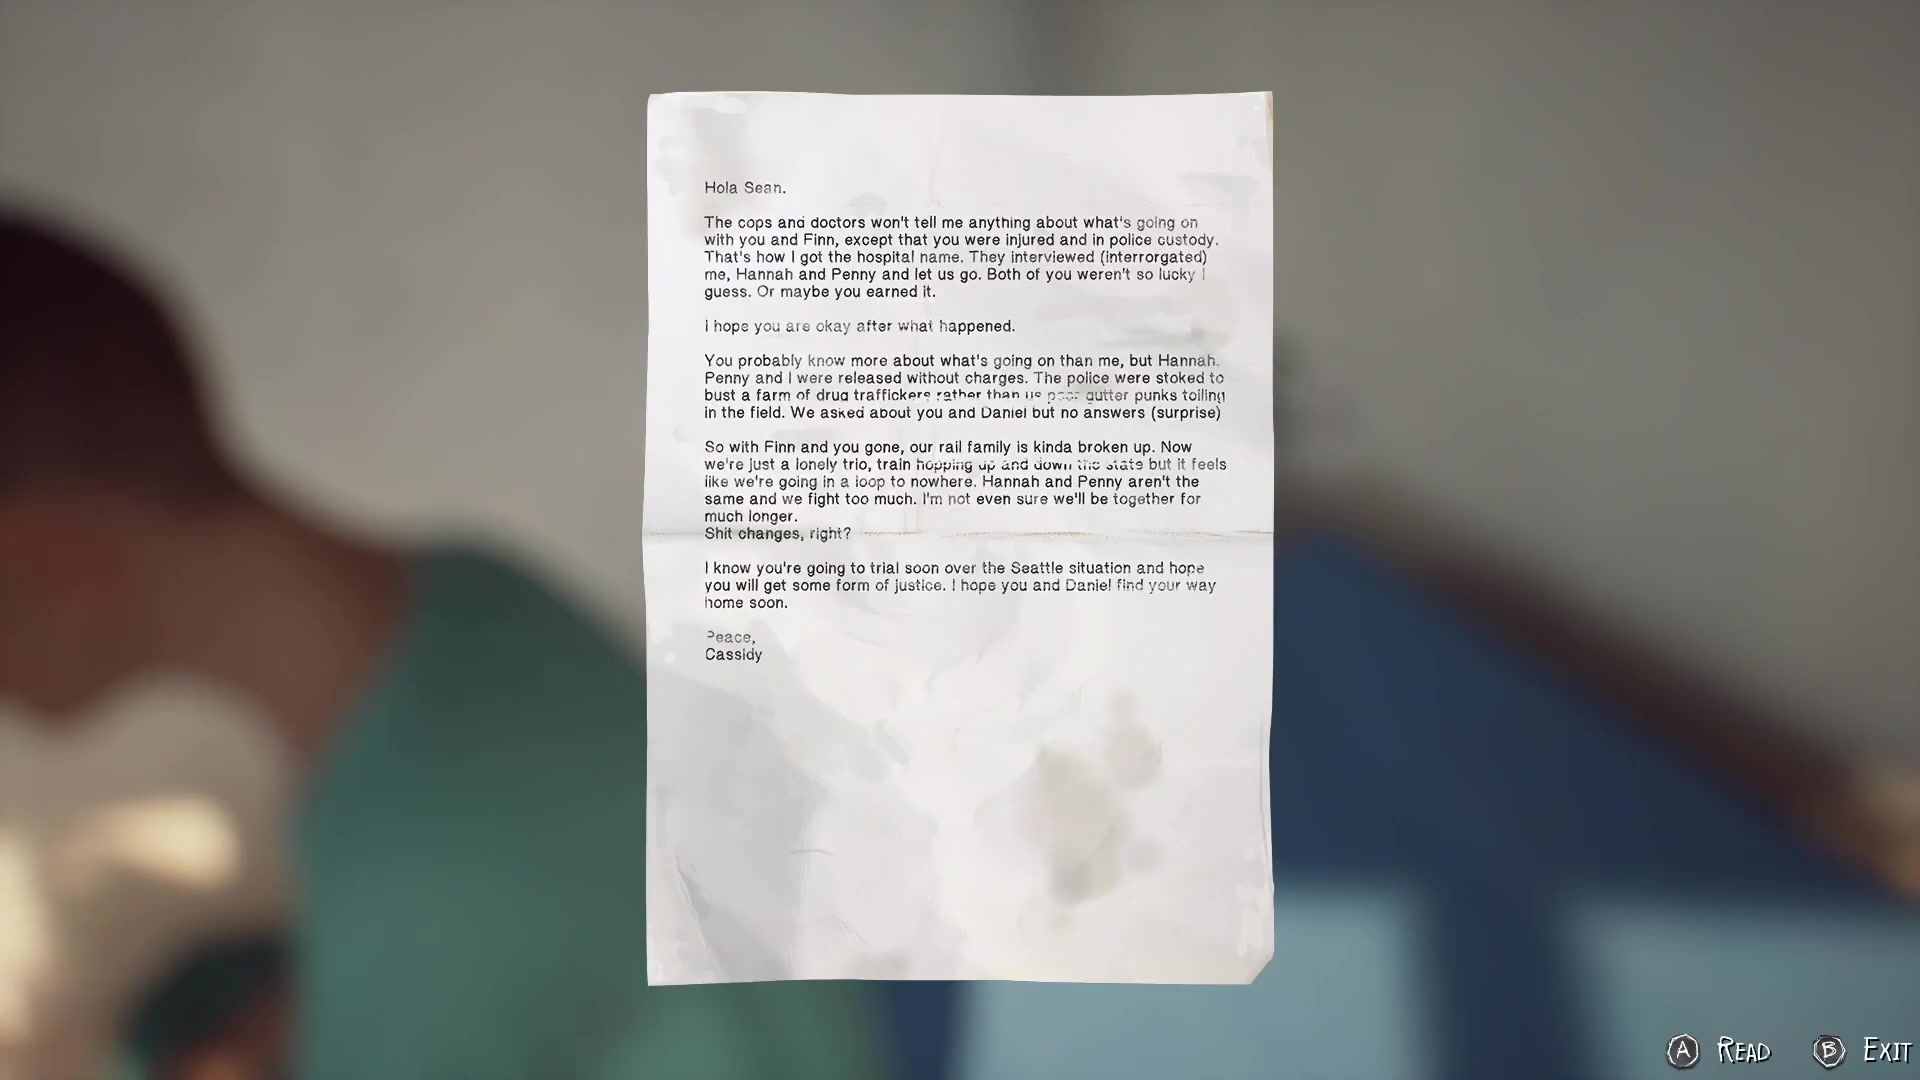 Hola Sean.
The cops and doctors won't tell me anything about what's going on
with you and Finn, except that you were injured and in police custody.
That's how I got the hospital name. They interviewed (interrorgated)
me, Hannah and Penny and let us go. Both of you weren't so lucky I
guess. Or maybe you earned it.
I hope you are okay after what happened.
You probably know more about what's going on than me, but Hannah,
Penny and I were released without charges. The police were stoked to
bust a farm of drug traffickers rather than us poor gutter punks toiling
in the field. We asked about you and Daniel but no answers (surprise)
So with Finn and you gone, our rail family is kinda broken up. Now
we're just a lonely trio, train hopping up and down the state but it feels
like we're going in a loop to nowhere. Hannah and Penny aren't the
same and we fight too much. I'm not even sure we'll be together for
much longer.
Shit changes, right?
I know you're going to trial soon over the Seattle situation and hope
you will get some form of justice. I hope you and Daniel find your way
home soon.
Peace,
Cassidy
A READ B EXIT